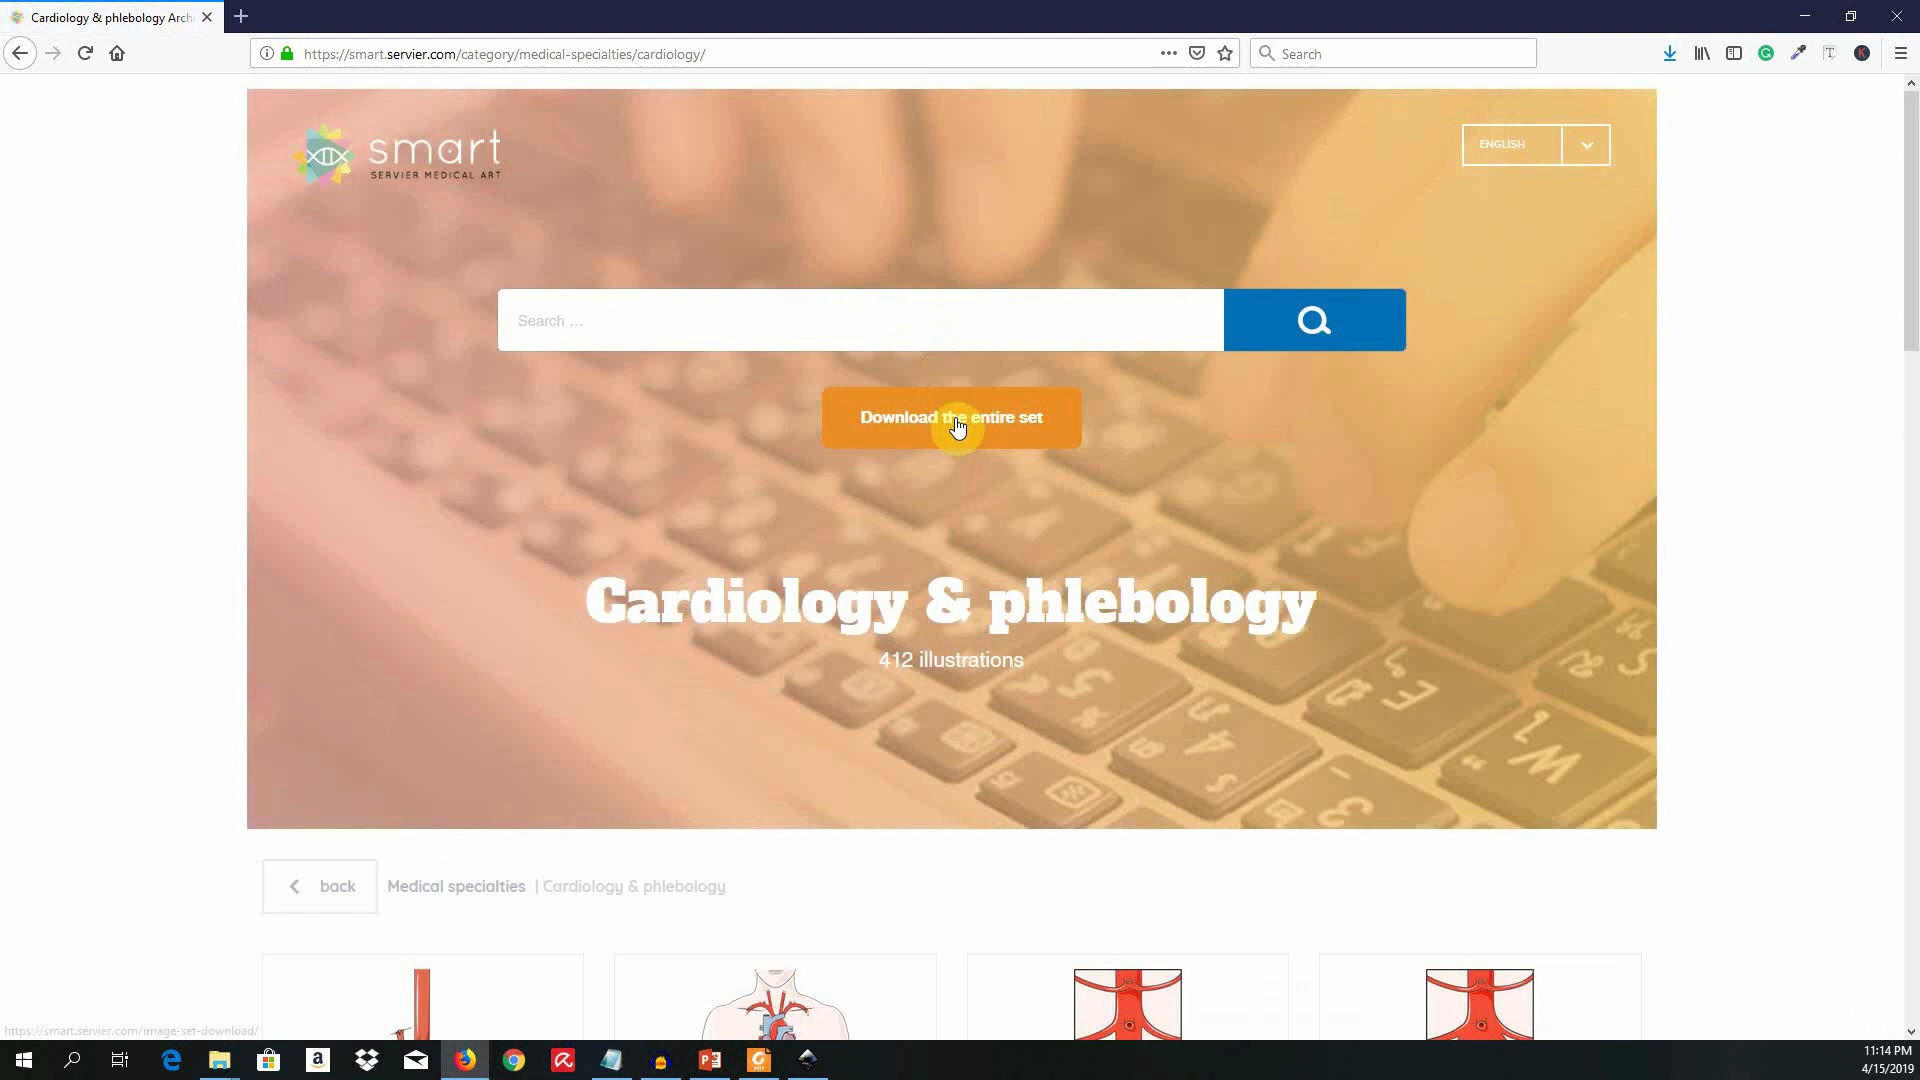 Cardiology & phlebology Arch
https://smart.servier.com/category/medical-specialties/cardiology/
Search
smart
SERVIER MEDICAL ART
ENGLISH
Search ...
Download the entire set
Cardiology & phlebology
412 illustrations
back
Medical specialties | Cardiology & phlebology
https://smart.servier.com/image-set-download/
11:14 PM
4/15/2019